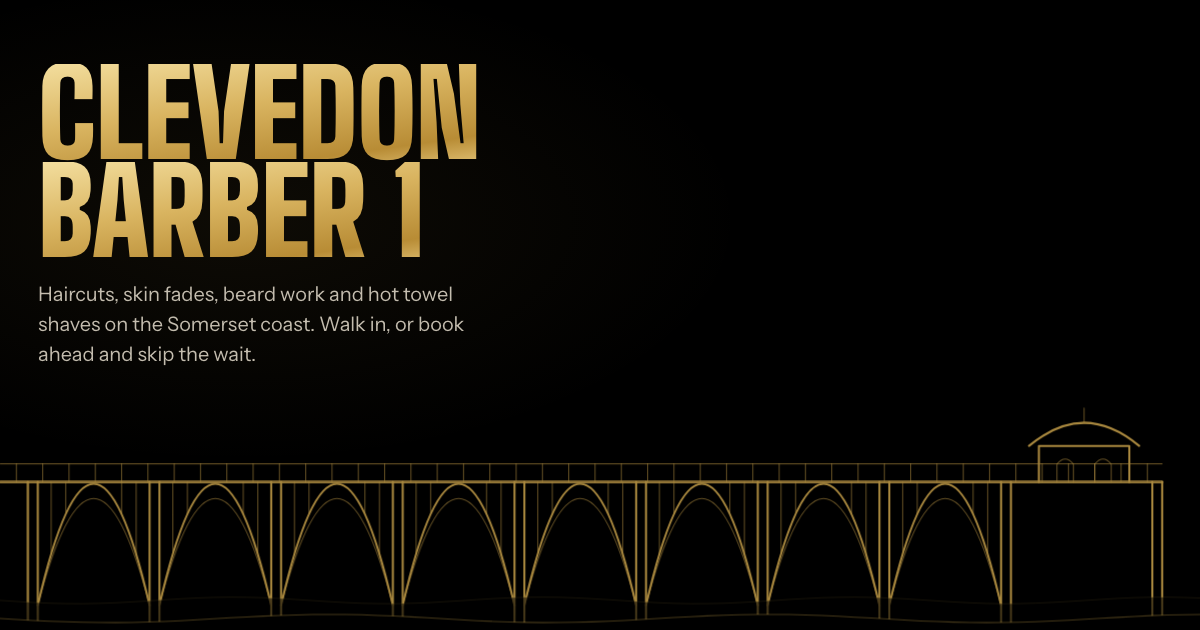 CLEVEDON
BARBER 1
Haircuts, skin fades, beard work and hot towel
shaves on the Somerset coast. Walk in, or book
ahead and skip the wait.